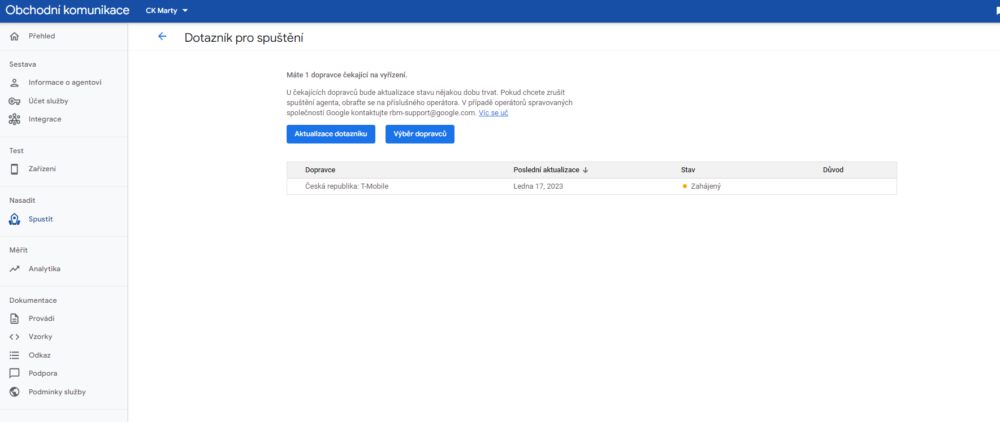 Obchodní komunikace
CK Marty
Přehled
Dotazník pro spuštění
Sestava
Informace o agentovi
Účet služby
Integrace
Test
Zařízení
Nasadit
Spustit
Měřit
Analytika
Dokumentace
Provádí
Vzorky
Odkaz
Podpora
Podmínky služby
Máte 1 dopravce čekající na vyřízení.
U čekajících dopravců bude aktualizace stavu nějakou dobu trvat. Pokud chcete zrušit
spuštění agenta, obraťte se na příslušného operátora. V případě operátorů spravovaných
společností Google kontaktujte rbm-support@google.com. Víc se uč
Aktualizace dotazníku
Výběr dopravců
Dopravce Poslední aktualizace Stav Důvod
Česká republika: T-Mobile Ledna 17, 2023 Zahájený